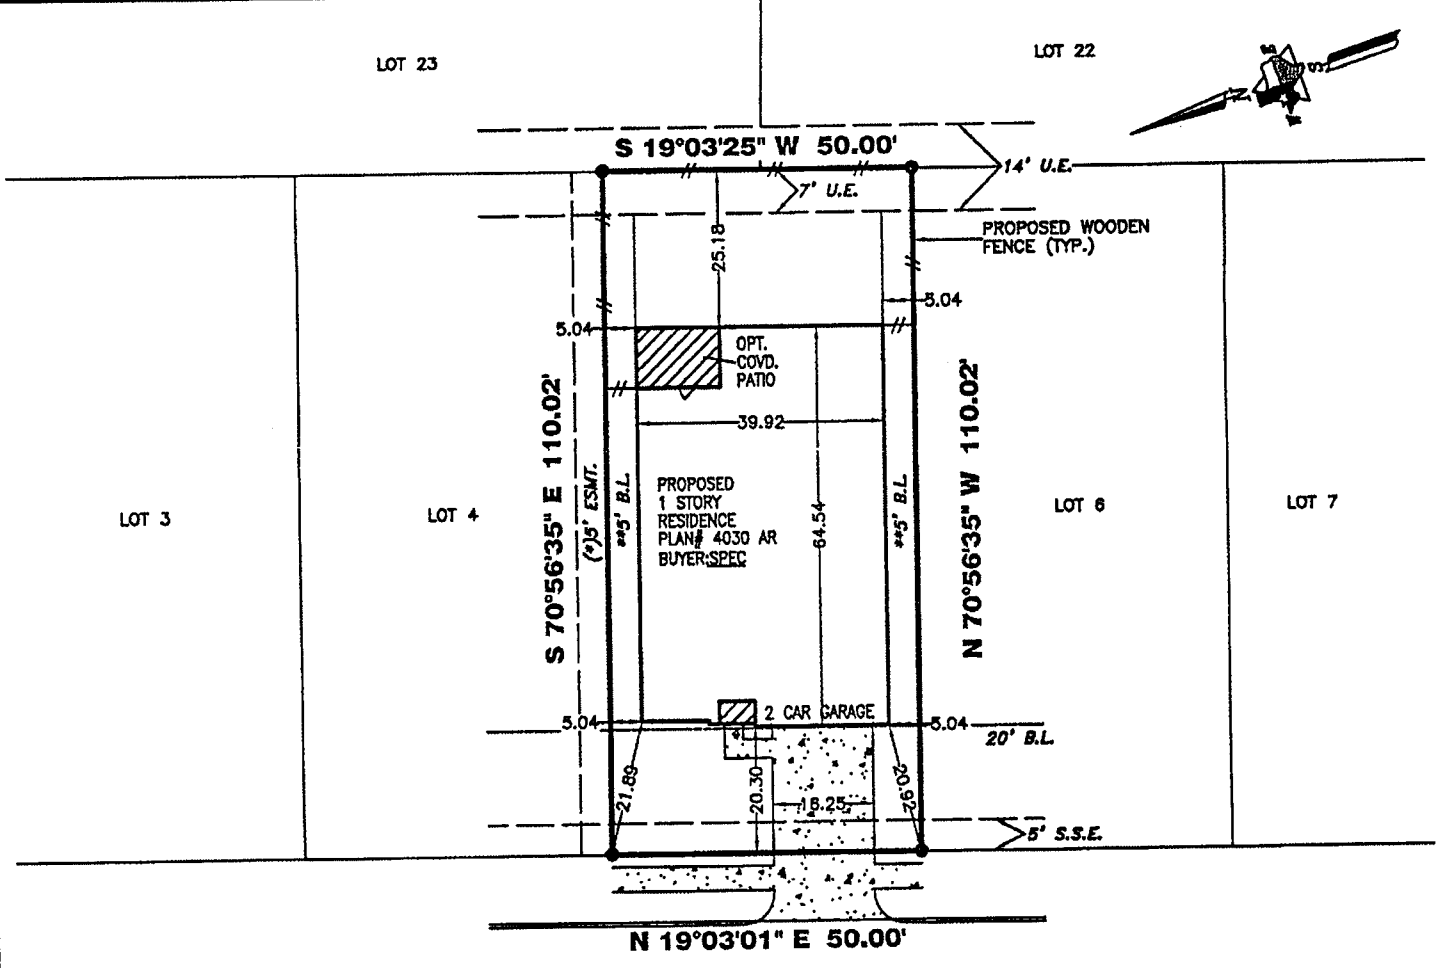 LOT 23
LOT 22
E
N
S
S 19°03'25" W 50.00'
14' U.E.
7' U.E.
PROPOSED WOODEN
FENCE (TYP.)
25.18
5.04
5.04
OPT.
COVD.
PATIO
39.92
S 70°56'35" E 110.02'
(*)5' ESMT.
**5' B.L.
PROPOSED
1 STORY
RESIDENCE
PLAN# 4030 AR
BUYER:SPEC
64.54
**5' B.L.
N 70°56'35" W 110.02'
LOT 3
LOT 4
LOT 6
LOT 7
5.04
2 CAR GARAGE
5.04
20' B.L.
21.89
20.30
16.25
20.92
5' S.S.E.
N 19°03'01" E 50.00'